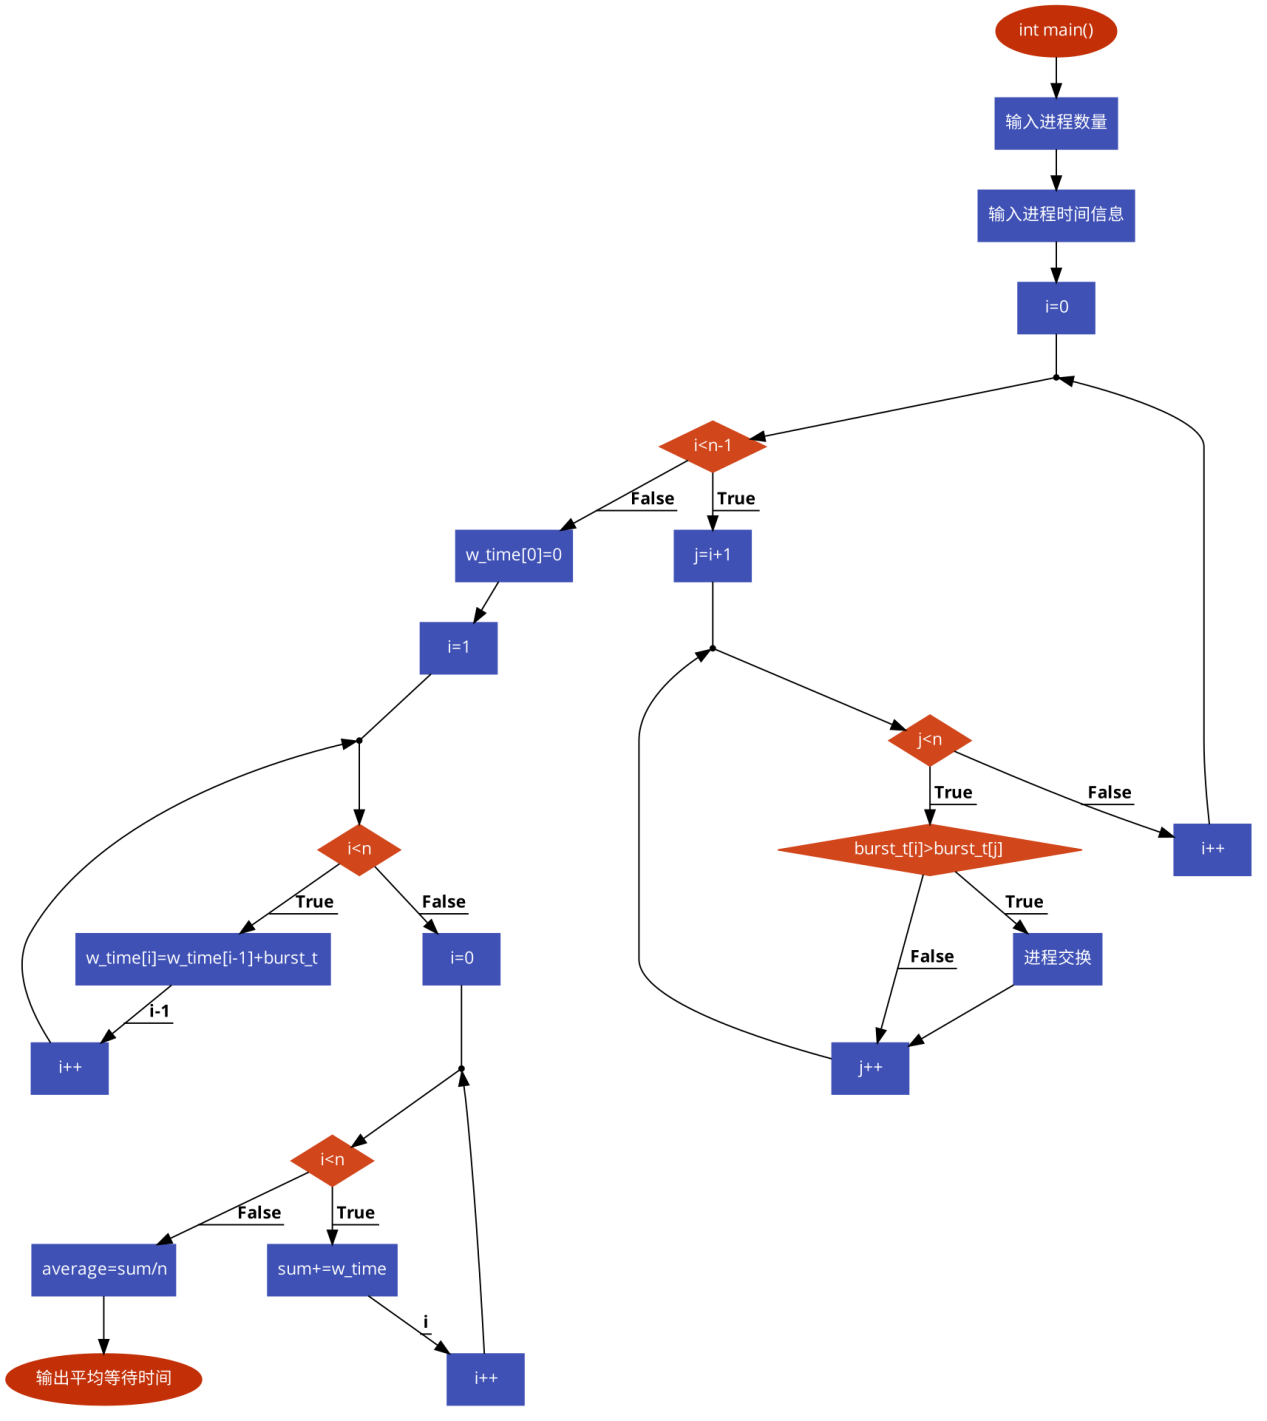 int main()
输入进程数量
输入进程时间信息
i=0
i<n-1
False
True
w_time[0]=0
j=i+1
i=1
j<n
True
False
i<n
burst_t[i]>burst_t[j]
i++
True
False
True
w_time[i]=w_time[i-1]+burst_t
i=0
False
进程交换
i-1
i++
j++
i<n
False
True
average=sum/n
sum+=w_time
i
输出平均等待时间
i++